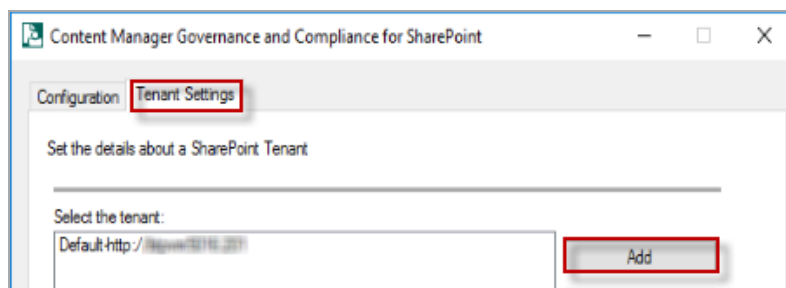 Content Manager Governance and Compliance for SharePoint
Configuration Tenant Settings
Set the details about a SharePoint Tenant
Select the tenant:
Default-http:/
Add